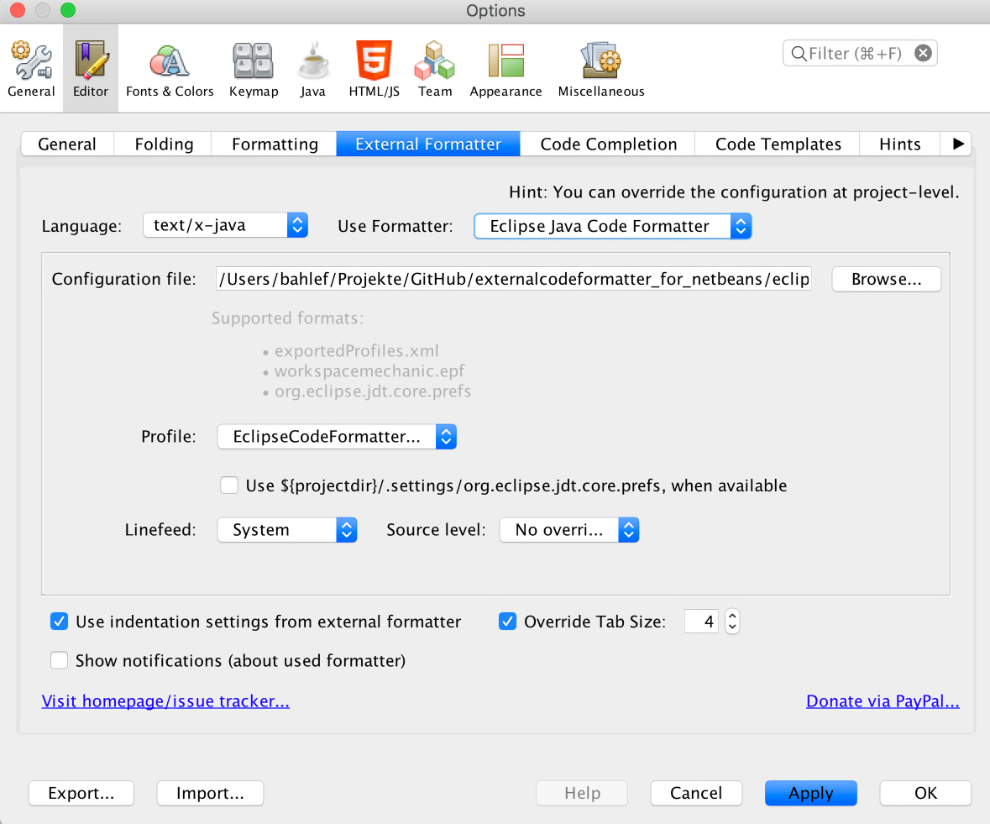 Options
General Editor Fonts & Colors Keymap Java HTML/JS Team Appearance Miscellaneous Filter (⌘+F)
General Folding Formatting External Formatter Code Completion Code Templates Hints
Hint: You can override the configuration at project-level.
Language: text/x-java Use Formatter: Eclipse Java Code Formatter
Configuration file: /Users/bahlef/Projekte/GitHub/externalcodeformatter_for_netbeans/eclip Browse...
Supported formats:
• exportedProfiles.xml
• workspacemechanic.epf
• org.eclipse.jdt.core.prefs
Profile: EclipseCodeFormatter...
Use ${projectdir}/.settings/org.eclipse.jdt.core.prefs, when available
Linefeed: System Source level: No overri...
Use indentation settings from external formatter Override Tab Size: 4
Show notifications (about used formatter)
Visit homepage/issue tracker... Donate via PayPal...
Export... Import... Help Cancel Apply OK